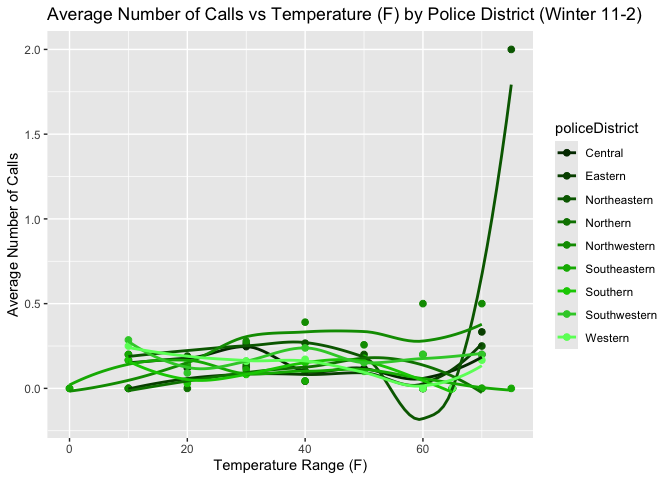 Average Number of Calls vs Temperature (F) by Police District (Winter 11-2)
Average Number of Calls
2.0
1.5
1.0
0.5
0.0
0
20
40
60
Temperature Range (F)
policeDistrict
Central
Eastern
Northeastern
Northern
Northwestern
Southeastern
Southern
Southwestern
Western